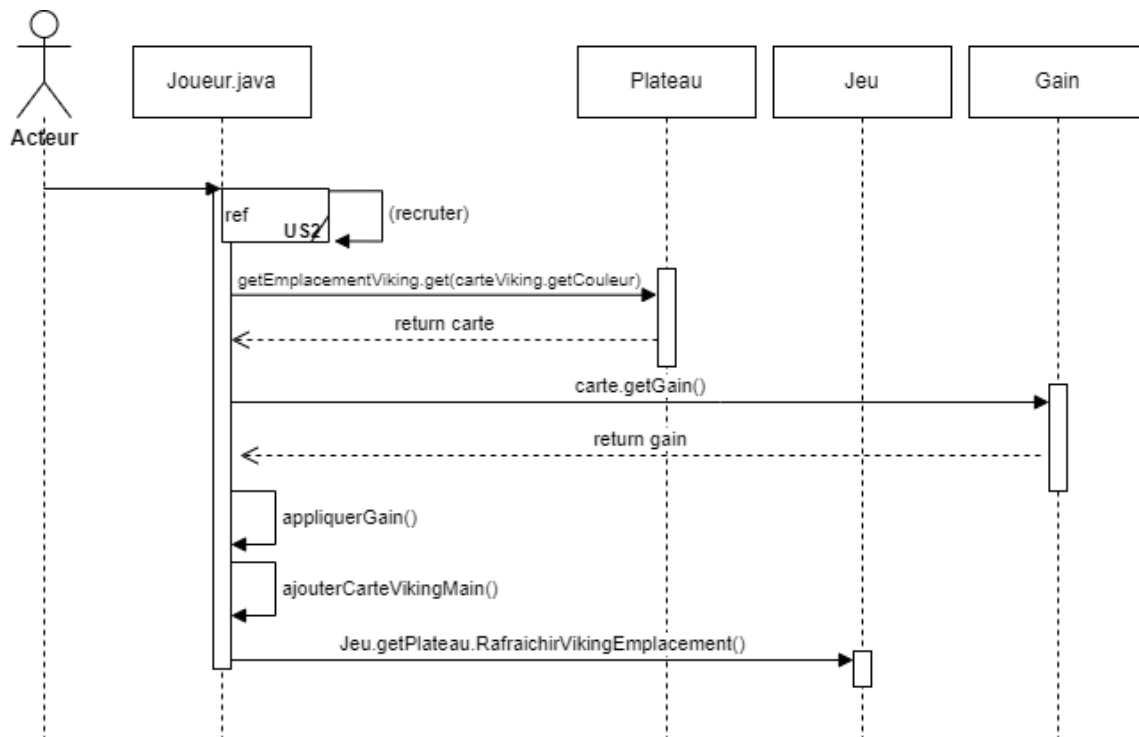 Joueur.java
Plateau
Jeu
Gain
Acteur
ref
US2
(recruter)
getEmplacementViking.get(carteViking.getCouleur)
return carte
carte.getGain()
return gain
appliquerGain()
ajouterCarteVikingMain()
Jeu.getPlateau.RafraichirVikingEmplacement()